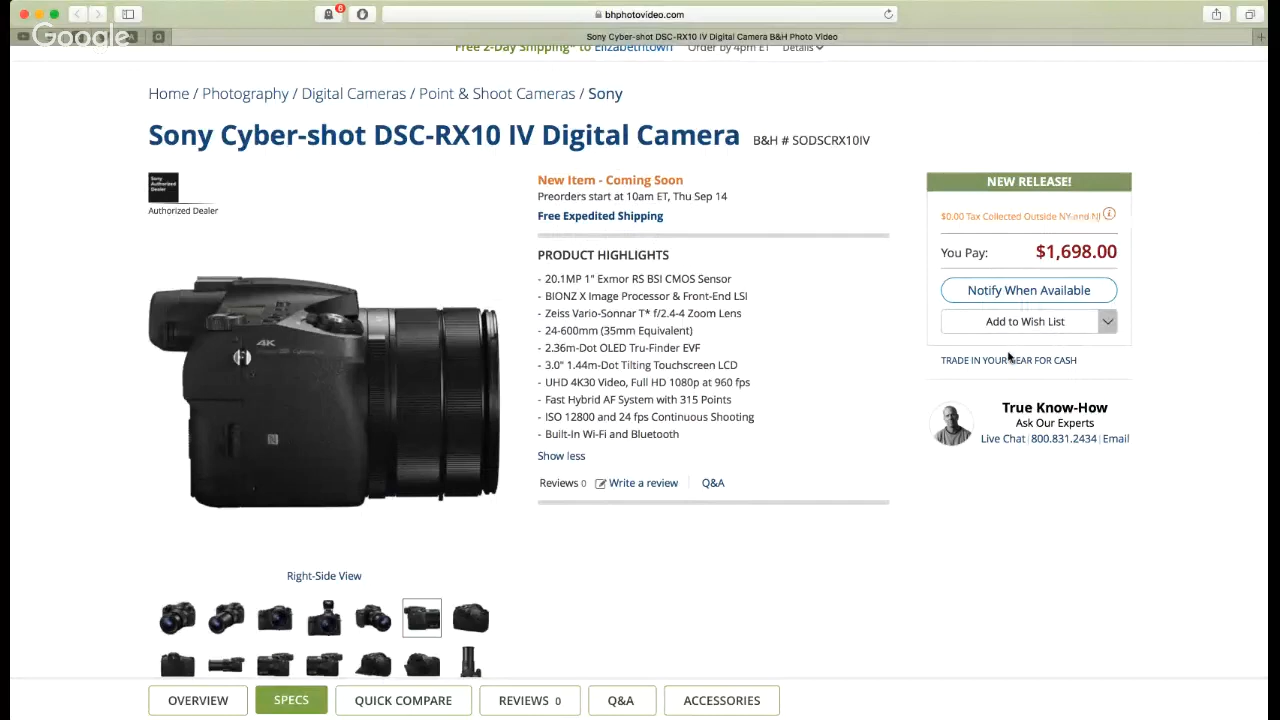 6
bhphotovideo.com
Google
Sony Cyber-shot DSC-RX10 IV Digital Camera B&H Photo Video
Free 2-Day Shipping* to Elizabethtown Order by 4pm ET Details
Home / Photography / Digital Cameras / Point & Shoot Cameras / Sony
Sony Cyber-shot DSC-RX10 IV Digital Camera B&H # SODSCRX10IV
Sony Authorized Dealer
Authorized Dealer
4K
New Item - Coming Soon
Preorders start at 10am ET, Thu Sep 14
Free Expedited Shipping
PRODUCT HIGHLIGHTS
- 20.1MP 1" Exmor RS BSI CMOS Sensor
- BIONZ X Image Processor & Front-End LSI
- Zeiss Vario-Sonnar T* f/2.4-4 Zoom Lens
- 24-600mm (35mm Equivalent)
- 2.36m-Dot OLED Tru-Finder EVF
- 3.0" 1.44m-Dot Tilting Touchscreen LCD
- UHD 4K30 Video, Full HD 1080p at 960 fps
- Fast Hybrid AF System with 315 Points
- ISO 12800 and 24 fps Continuous Shooting
- Built-In Wi-Fi and Bluetooth
Show less
Reviews 0 Write a review Q&A
NEW RELEASE!
$0.00 Tax Collected Outside NY and NJ
You Pay: $1,698.00
Notify When Available
Add to Wish List
TRADE IN YOUR GEAR FOR CASH
True Know-How
Ask Our Experts
Live Chat | 800.831.2434 | Email
Right-Side View
OVERVIEW SPECS QUICK COMPARE REVIEWS 0 Q&A ACCESSORIES